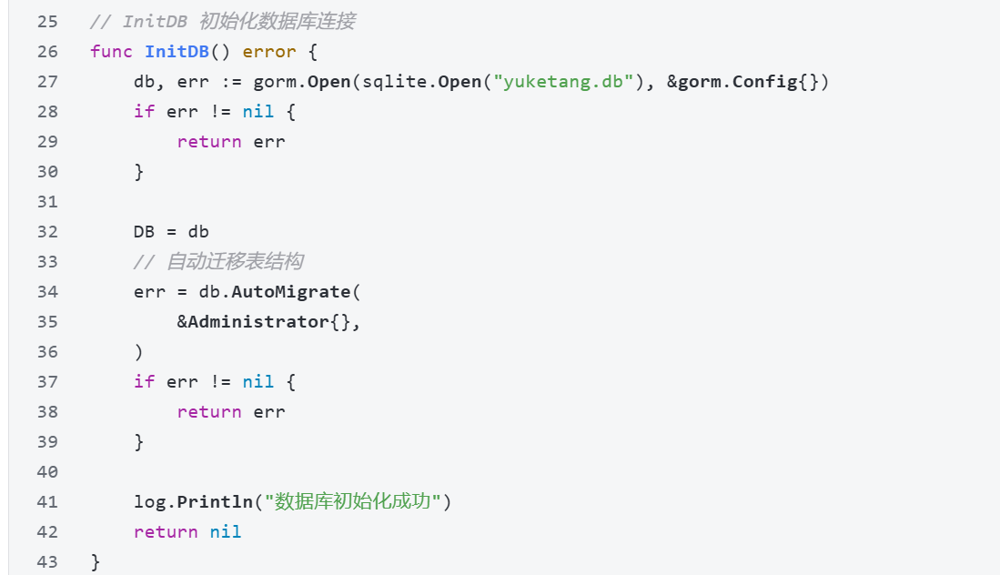 25 // InitDB 初始化数据库连接
26 func InitDB() error {
27     db, err := gorm.Open(sqlite.Open("yuketang.db"), &gorm.Config{})
28     if err != nil {
29         return err
30     }
31
32     DB = db
33     // 自动迁移表结构
34     err = db.AutoMigrate(
35         &Administrator{},
36     )
37     if err != nil {
38         return err
39     }
40
41     log.Println("数据库初始化成功")
42     return nil
43 }